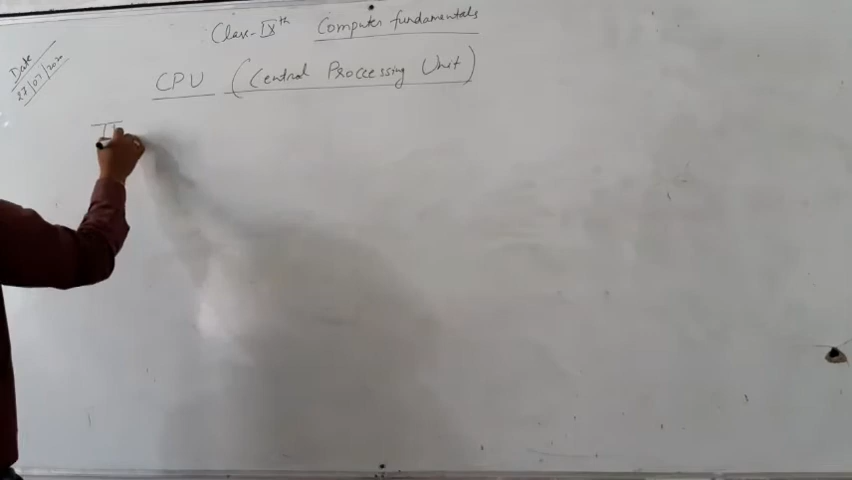 Class-IXth Computer fundamentals
Date
27/07/2020
CPU (Central Proccessing Unit)